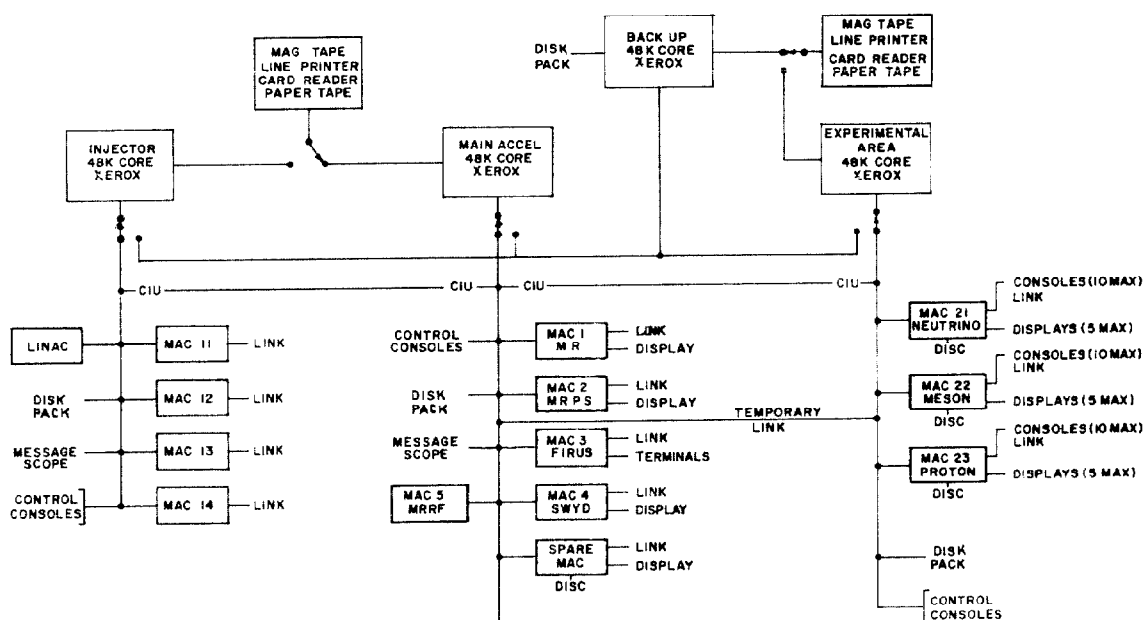 MAG TAPE
LINE PRINTER
CARD READER
PAPER TAPE
DISK
PACK
BACK UP
48K CORE
XEROX
MAG TAPE
LINE PRINTER
CARD READER
PAPER TAPE
INJECTOR
48K CORE
XEROX
MAIN ACCEL
48K CORE
XEROX
EXPERIMENTAL
AREA
48K CORE
XEROX
CIU
CIU
CIU
CIU
LINAC
MAC 11
LINK
DISK
PACK
MAC 12
LINK
MESSAGE
SCOPE
MAC 13
LINK
CONTROL
CONSOLES
MAC 14
LINK
CONTROL
CONSOLES
MAC 1
MR
LINK
DISPLAY
DISK
PACK
MAC 2
MRPS
LINK
DISPLAY
TEMPORARY
LINK
MESSAGE
SCOPE
MAC 3
FIRUS
LINK
TERMINALS
MAC 5
MRRF
MAC 4
SWYD
LINK
DISPLAY
SPARE
MAC
LINK
DISPLAY
DISC
MAC 21
NEUTRINO
DISC
CONSOLES (10 MAX)
LINK
DISPLAYS (5 MAX)
MAC 22
MESON
DISC
CONSOLES (10 MAX)
LINK
DISPLAYS (5 MAX)
MAC 23
PROTON
DISC
CONSOLES (10 MAX)
LINK
DISPLAYS (5 MAX)
DISK
PACK
CONTROL
CONSOLES